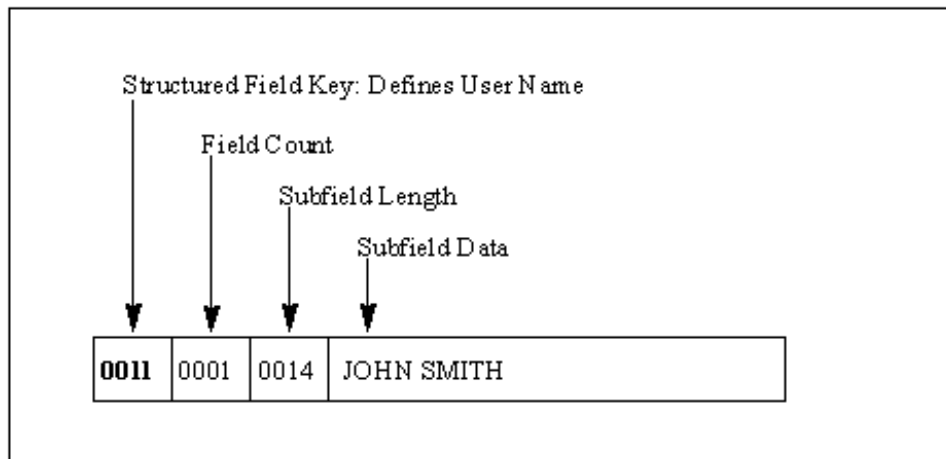 Structured Field Key: Defines User Name
Field Count
Subfield Length
Subfield Data
0011 0001 0014 JOHN SMITH